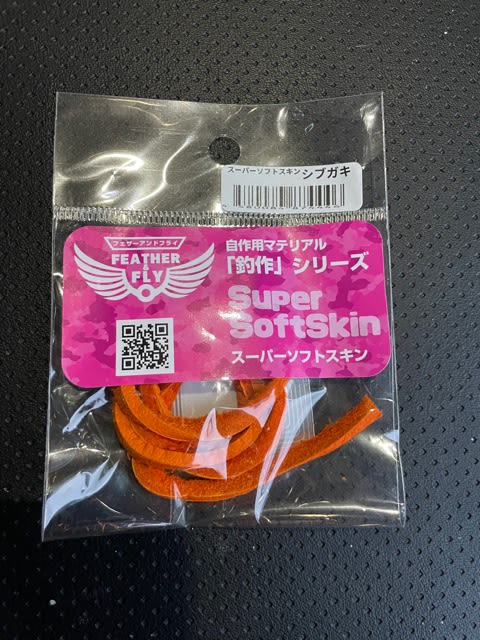 スーパーソフトスキン シブガキ
フェザーアンドフライ
FEATHER
&
FLY
自作用マテリアル
「釣作」シリーズ
Super
SoftSkin
スーパーソフトスキン